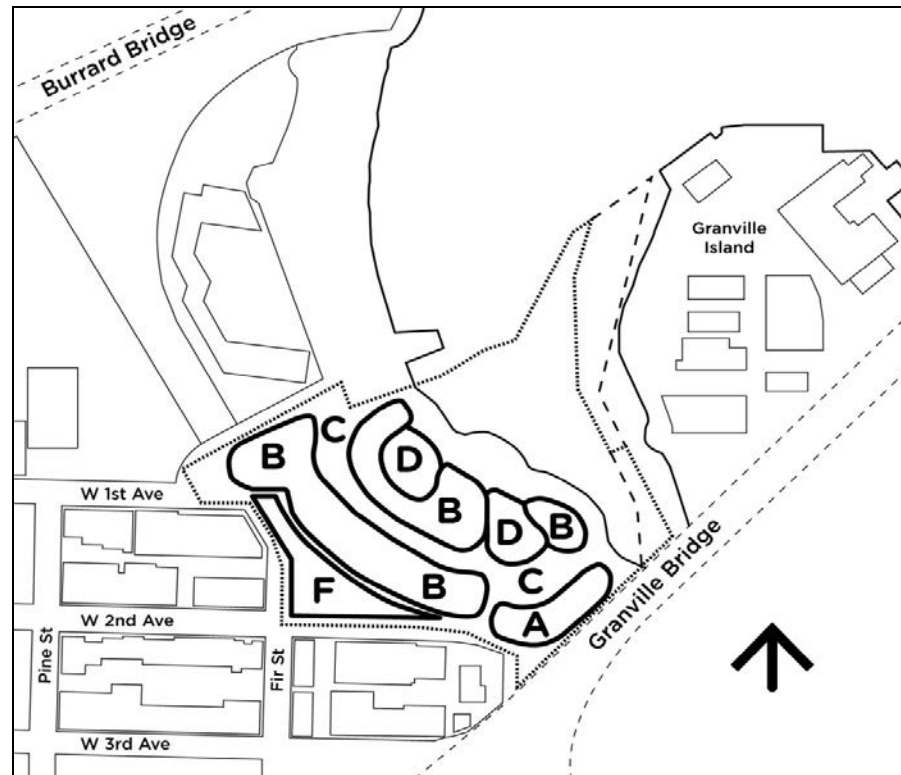 Burrard Bridge
Granville
Island
C
B
D
B
D
B
W 1st Ave
C
F
B
A
Granville Bridge
W 2nd Ave
Pine St
Fir St
W 3rd Ave